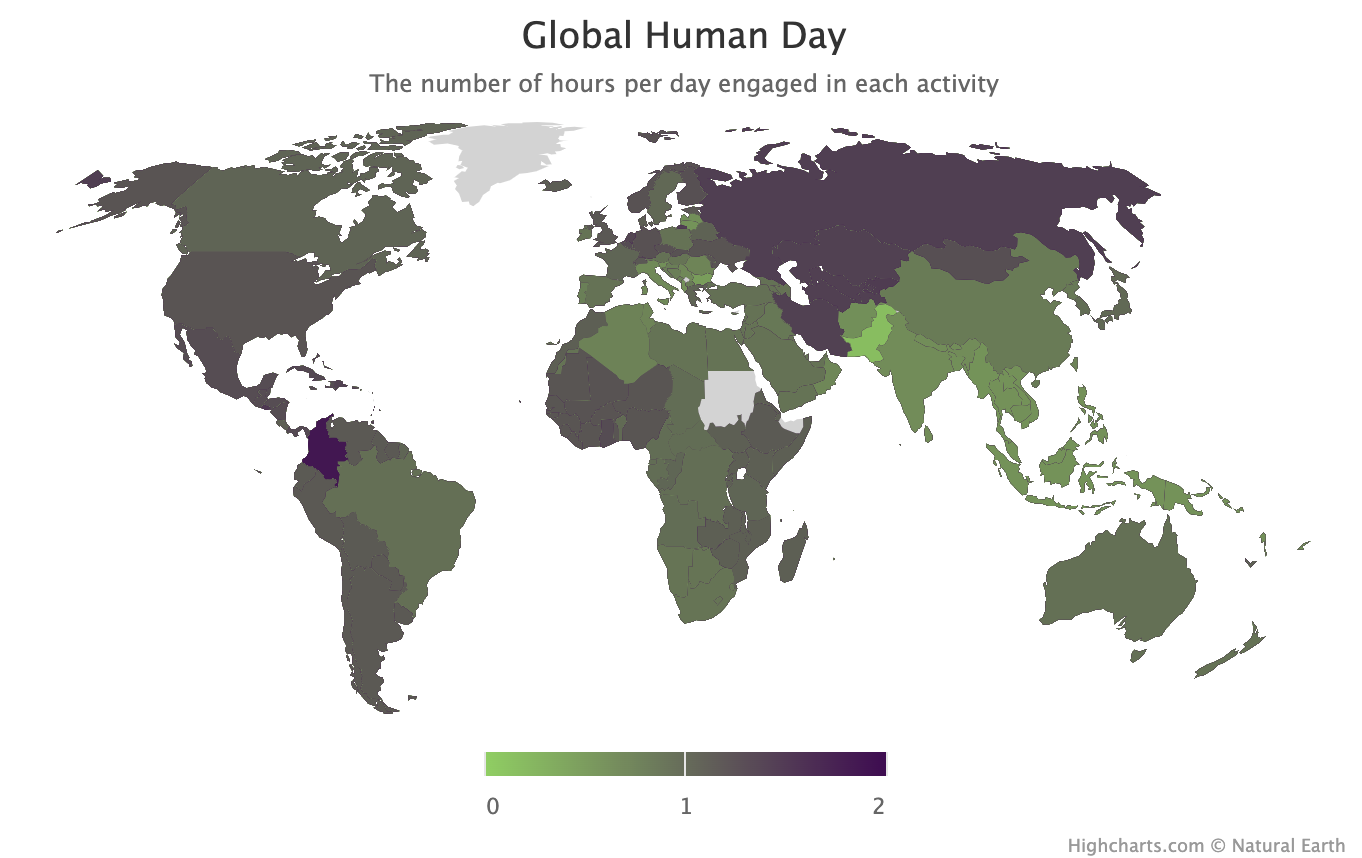 Global Human Day
The number of hours per day engaged in each activity
0 1 2
Highcharts.com © Natural Earth